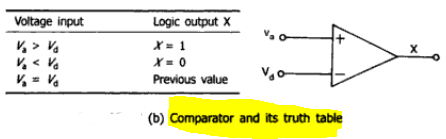 Voltage input Logic output X
Va > Vd X = 1
Va < Vd X = 0
Va = Vd Previous value
Va
+
X
Vd
−
(b) Comparator and its truth table